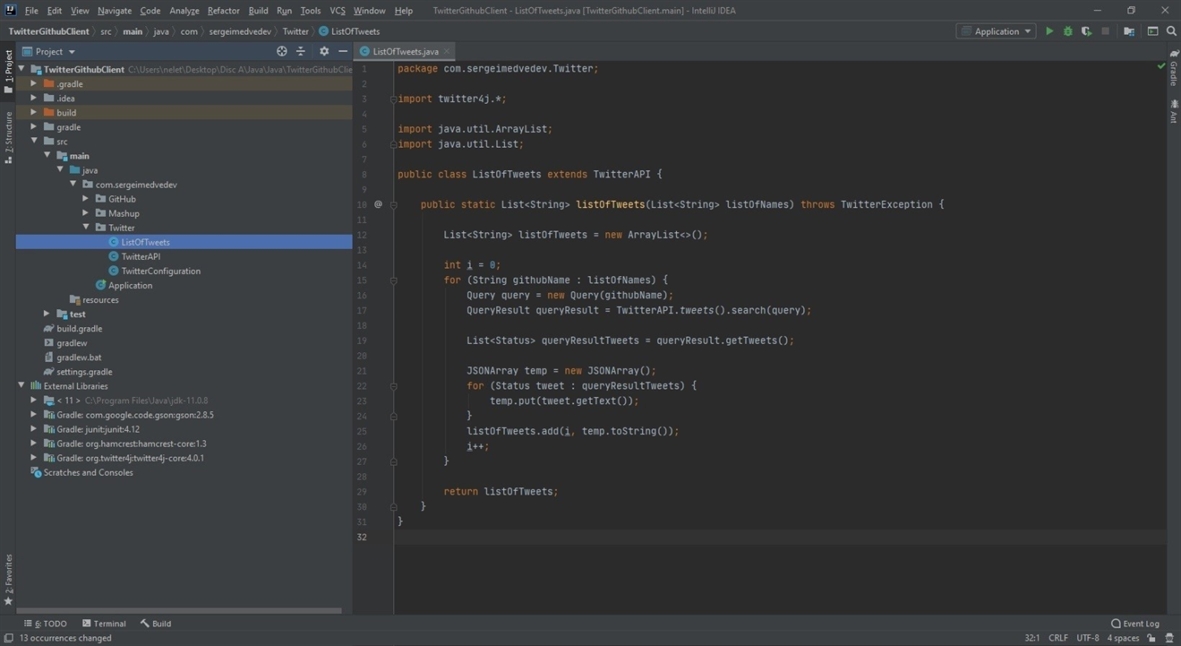 File Edit View Navigate Code Analyze Refactor Build Run Tools VCS Window Help TwitterGithubClient - ListOfTweets.java [TwitterGithubClient.main] - IntelliJ IDEA
TwitterGithubClient src main java com sergeimedvedev Twitter ListOfTweets Application
Project ListOfTweets.java
1: Project
2: Structure
2: Favorites
TwitterGithubClient C:\Users\nelet\Desktop\Disc A\Java\Java\TwitterGithubClie
.gradle
.idea
build
gradle
src
main
java
com.sergeimedvedev
GitHub
Mashup
Twitter
ListOfTweets
TwitterAPI
TwitterConfiguration
Application
resources
test
build.gradle
gradlew
gradlew.bat
settings.gradle
External Libraries
< 11 > C:\Program Files\Java\jdk-11.0.8
Gradle: com.google.code.gson:gson:2.8.5
Gradle: junit:junit:4.12
Gradle: org.hamcrest:hamcrest-core:1.3
Gradle: org.twitter4j:twitter4j-core:4.0.1
Scratches and Consoles
1 package com.sergeimedvedev.Twitter;
2
3 import twitter4j.*;
4
5 import java.util.ArrayList;
6 import java.util.List;
7
8 public class ListOfTweets extends TwitterAPI {
9
10 @ public static List<String> listOfTweets(List<String> listOfNames) throws TwitterException {
11
12 List<String> listOfTweets = new ArrayList<>();
13
14 int i = 0;
15 for (String githubName : listOfNames) {
16 Query query = new Query(githubName);
17 QueryResult queryResult = TwitterAPI.tweets().search(query);
18
19 List<Status> queryResultTweets = queryResult.getTweets();
20
21 JSONArray temp = new JSONArray();
22 for (Status tweet : queryResultTweets) {
23 temp.put(tweet.getText());
24 }
25 listOfTweets.add(i, temp.toString());
26 i++;
27 }
28
29 return listOfTweets;
30 }
31 }
32
Gradle
Ant
6: TODO Terminal Build Event Log
13 occurrences changed 32:1 CRLF UTF-8 4 spaces